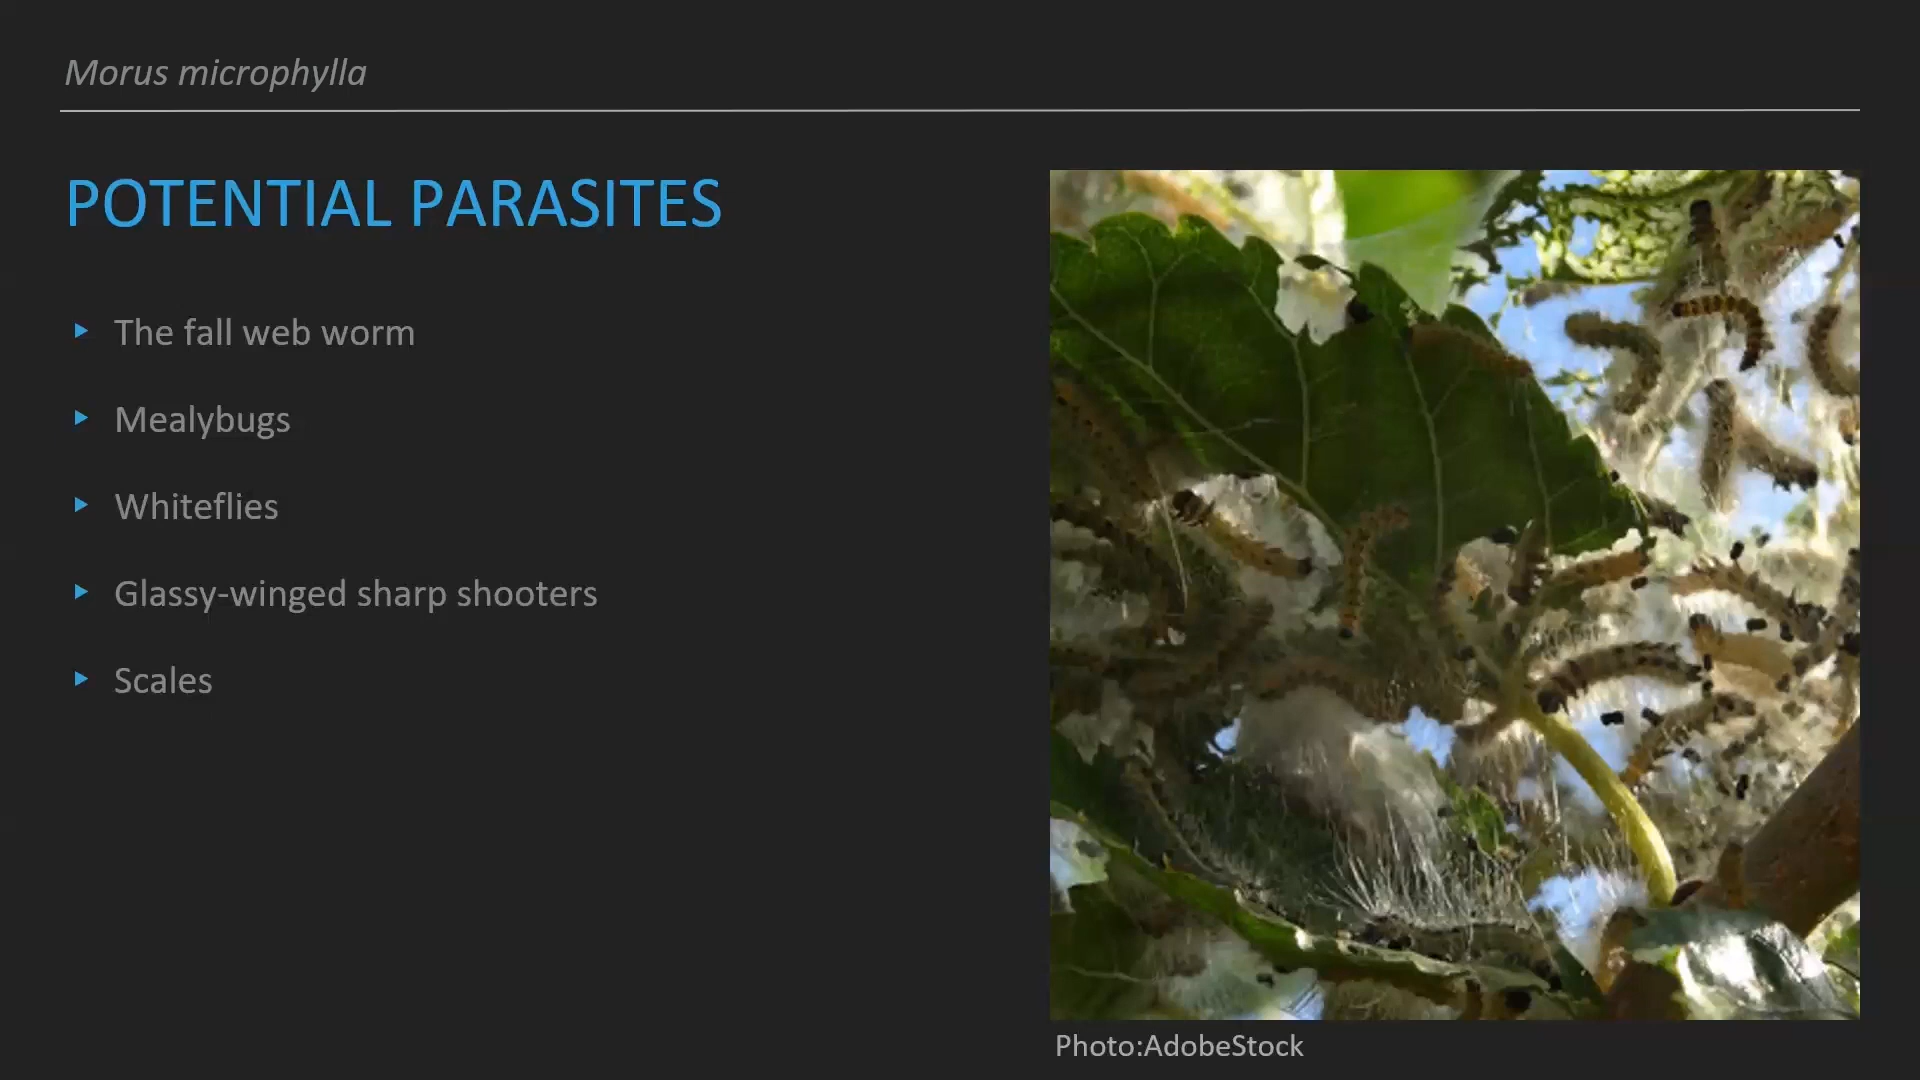 Morus microphylla
POTENTIAL PARASITES
The fall web worm
Mealybugs
Whiteflies
Glassy-winged sharp shooters
Scales
Photo:AdobeStock